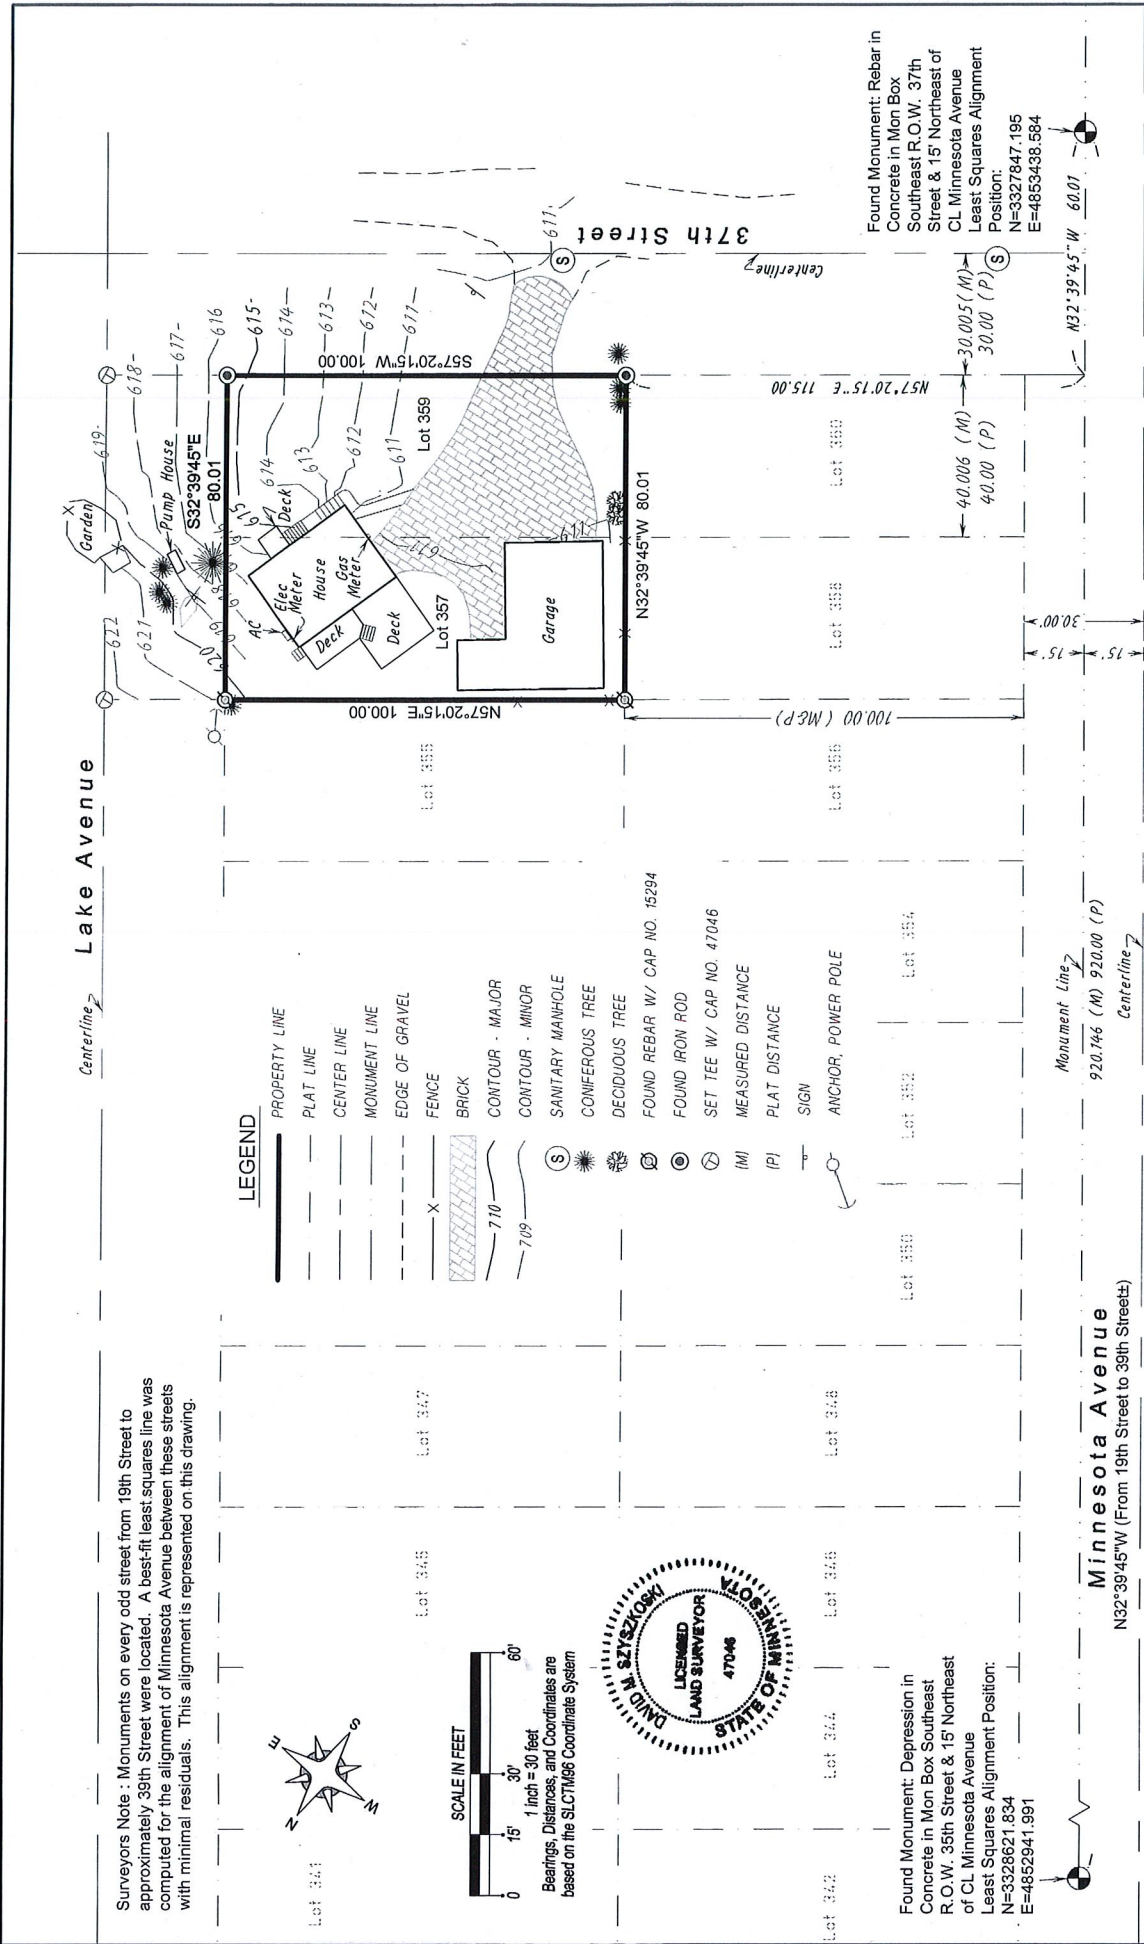 Surveyors Note : Monuments on every odd street from 19th Street to
approximately 39th Street were located. A best-fit least squares line was
computed for the alignment of Minnesota Avenue between these streets
with minimal residuals. This alignment is represented on this drawing.
Centerline
Lake Avenue
N
E
S
W
SCALE IN FEET
0
15'
30'
60'
1 inch = 30 feet
Bearings, Distances, and Coordinates are
based on the SLCTM96 Coordinate System
DAVID M. SZYSZKOSKI
LICENSED
LAND SURVEYOR
47046
STATE OF MINNESOTA
LEGEND
PROPERTY LINE
PLAT LINE
CENTER LINE
MONUMENT LINE
EDGE OF GRAVEL
X
FENCE
BRICK
710
CONTOUR - MAJOR
709
CONTOUR - MINOR
S
SANITARY MANHOLE
CONIFEROUS TREE
DECIDUOUS TREE
FOUND REBAR W/ CAP NO. 15294
FOUND IRON ROD
SET TEE W/ CAP NO. 47046
(M)
MEASURED DISTANCE
(P)
PLAT DISTANCE
SIGN
ANCHOR, POWER POLE
Lot 341
Lot 345
Lot 347
Lot 355
Lot 342
Lot 344
Lot 346
Lot 348
Lot 350
Lot 352
Lot 354
Lot 356
Lot 358
Lot 360
Lot 357
Lot 359
622
621
620
619
618
617
616
615
614
613
612
611
Garden
X
Pump House
S32°39'45"E
80.01
615
614
613
612
611
AC
Elec
Meter
House
Gas
Meter
Deck
Deck
Deck
Garage
611
611
N57°20'15"E 100.00
S57°20'15"W 100.00
N32°39'45"W 80.01
100.00 (M&P)
N57°20'15"E 115.00
40.006 (M)
40.00 (P)
30.005 (M)
30.00 (P)
37th Street
Centerline
611
S
S
30.00'
15'
15'
N32°39'45"W 60.01
Found Monument: Rebar in
Concrete in Mon Box
Southeast R.O.W. 37th
Street & 15' Northeast of
CL Minnesota Avenue
Least Squares Alignment
Position:
N=3327847.195
E=4853438.584
Found Monument: Depression in
Concrete in Mon Box Southeast
R.O.W. 35th Street & 15' Northeast
of CL Minnesota Avenue
Least Squares Alignment Position:
N=3328621.834
E=4852941.991
Monument Line
920.746 (M) 920.00 (P)
Centerline
Minnesota Avenue
N32°39'45"W (From 19th Street to 39th Street±)